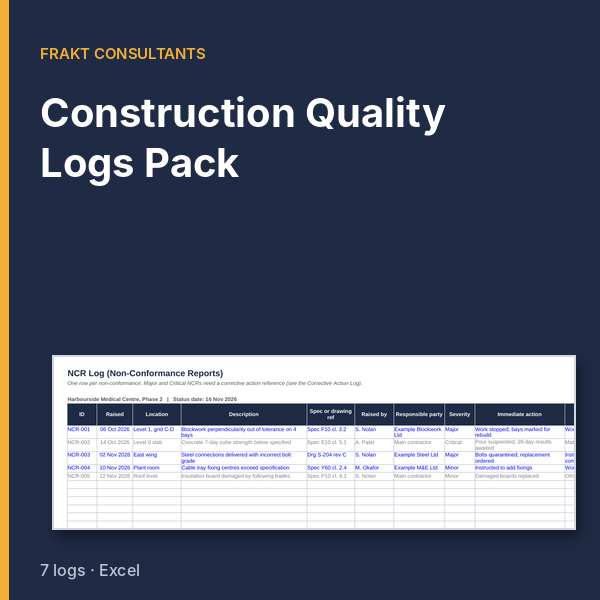 FRAKT CONSULTANTS
Construction Quality
Logs Pack
NCR Log (Non-Conformance Reports)
One row per non-conformance. Major and Critical NCRs need a corrective action reference (see the Corrective Action Log).
Harbourside Medical Centre, Phase 2 | Status date: 16 Nov 2026
ID Raised Location Description Spec or drawing ref Raised by Responsible party Severity Immediate action
NCR-001 06 Oct 2026 Level 1, grid C-D Blockwork perpendicularity out of tolerance on 4 bays Spec F10 cl. 3.2 S. Nolan Example Blockwork Ltd Major Work stopped; bays marked for rebuild
NCR-002 14 Oct 2026 Level 0 slab Concrete 7-day cube strength below specified Spec E10 cl. 5.1 A. Patel Main contractor Critical Pour suspended; 28-day results awaited
NCR-003 02 Nov 2026 East wing Steel connections delivered with incorrect bolt grade Drg S-204 rev C S. Nolan Example Steel Ltd Major Bolts quarantined; replacement ordered
NCR-004 10 Nov 2026 Plant room Cable tray fixing centres exceed specification Spec Y60 cl. 2.4 M. Okafor Example M&E Ltd Minor Instructed to add fixings
NCR-005 12 Nov 2026 Roof level Insulation board damaged by following trades Spec P10 cl. 4.1 S. Nolan Main contractor Minor Damaged boards replaced
7 logs · Excel